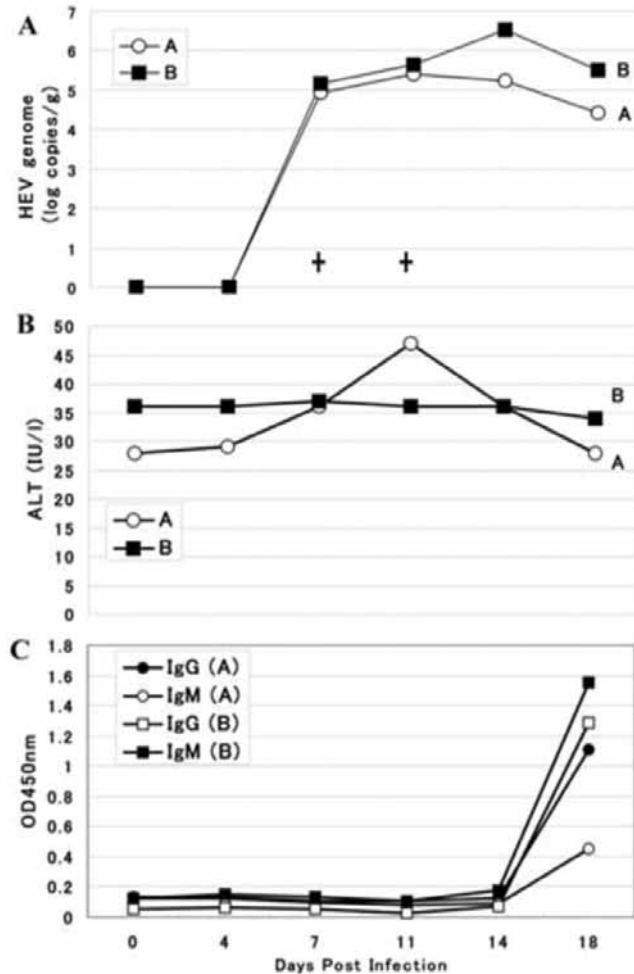 A
HEV genome
(log copies/g)
7
6
5
4
3
2
1
0
A
B
B
A
‡
‡
B
ALT (IU/l)
50
45
40
35
30
25
20
15
10
5
0
B
A
A
B
C
OD450nm
1.8
1.6
1.4
1.2
1
0.8
0.6
0.4
0.2
0
IgG (A)
IgM (A)
IgG (B)
IgM (B)
0 4 7 11 14 18
Days Post Infection